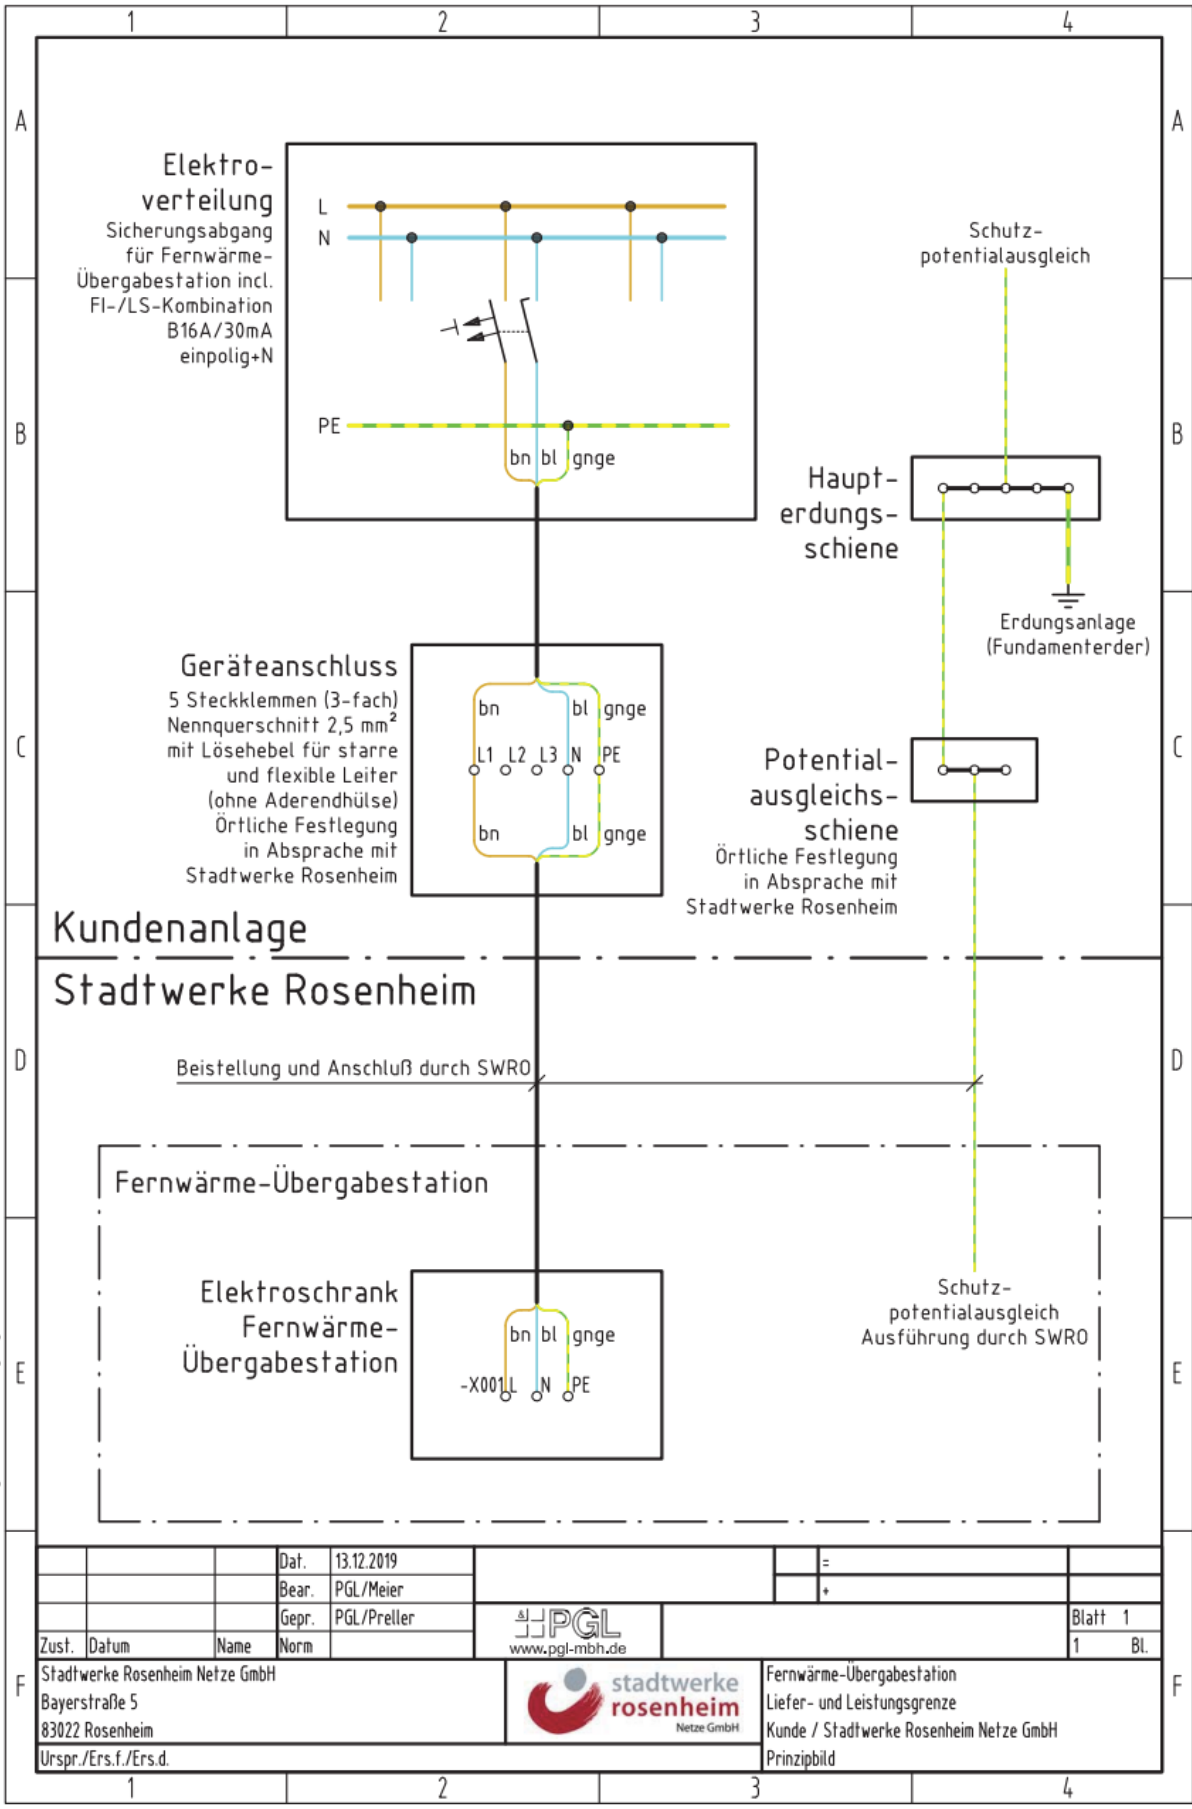 1 2 3 4
A A
B B
C C
D D
E E
F F
Elektro-
verteilung
Sicherungsabgang
für Fernwärme-
Übergabestation incl.
FI-/LS-Kombination
B16A/30mA
einpolig+N
L
N
PE
bn bl gnge
Schutz-
potentialausgleich
Haupt-
erdungs-
schiene
Erdungsanlage
(Fundamenterder)
Geräteanschluss
5 Steckklemmen (3-fach)
Nennquerschnitt 2,5 mm²
mit Lösehebel für starre
und flexible Leiter
(ohne Aderendhülse)
Örtliche Festlegung
in Absprache mit
Stadtwerke Rosenheim
bn bl gnge
L1 L2 L3 N PE
bn bl gnge
Potential-
ausgleichs-
schiene
Örtliche Festlegung
in Absprache mit
Stadtwerke Rosenheim
Kundenanlage
Stadtwerke Rosenheim
Beistellung und Anschluß durch SWRO
Fernwärme-Übergabestation
Elektroschrank
Fernwärme-
Übergabestation
bn bl gnge
-X001 L N PE
Schutz-
potentialausgleich
Ausführung durch SWRO
Dat. 13.12.2019 =
Bear. PGL/Meier +
Gepr. PGL/Preller
Zust. Datum Name Norm
& PGL
www.pgl-mbh.de
Blatt 1
1 Bl.
Stadtwerke Rosenheim Netze GmbH
Bayerstraße 5
83022 Rosenheim
Urspr./Ers.f./Ers.d.
stadtwerke
rosenheim
Netze GmbH
Fernwärme-Übergabestation
Liefer- und Leistungsgrenze
Kunde / Stadtwerke Rosenheim Netze GmbH
Prinzipbild
1 2 3 4